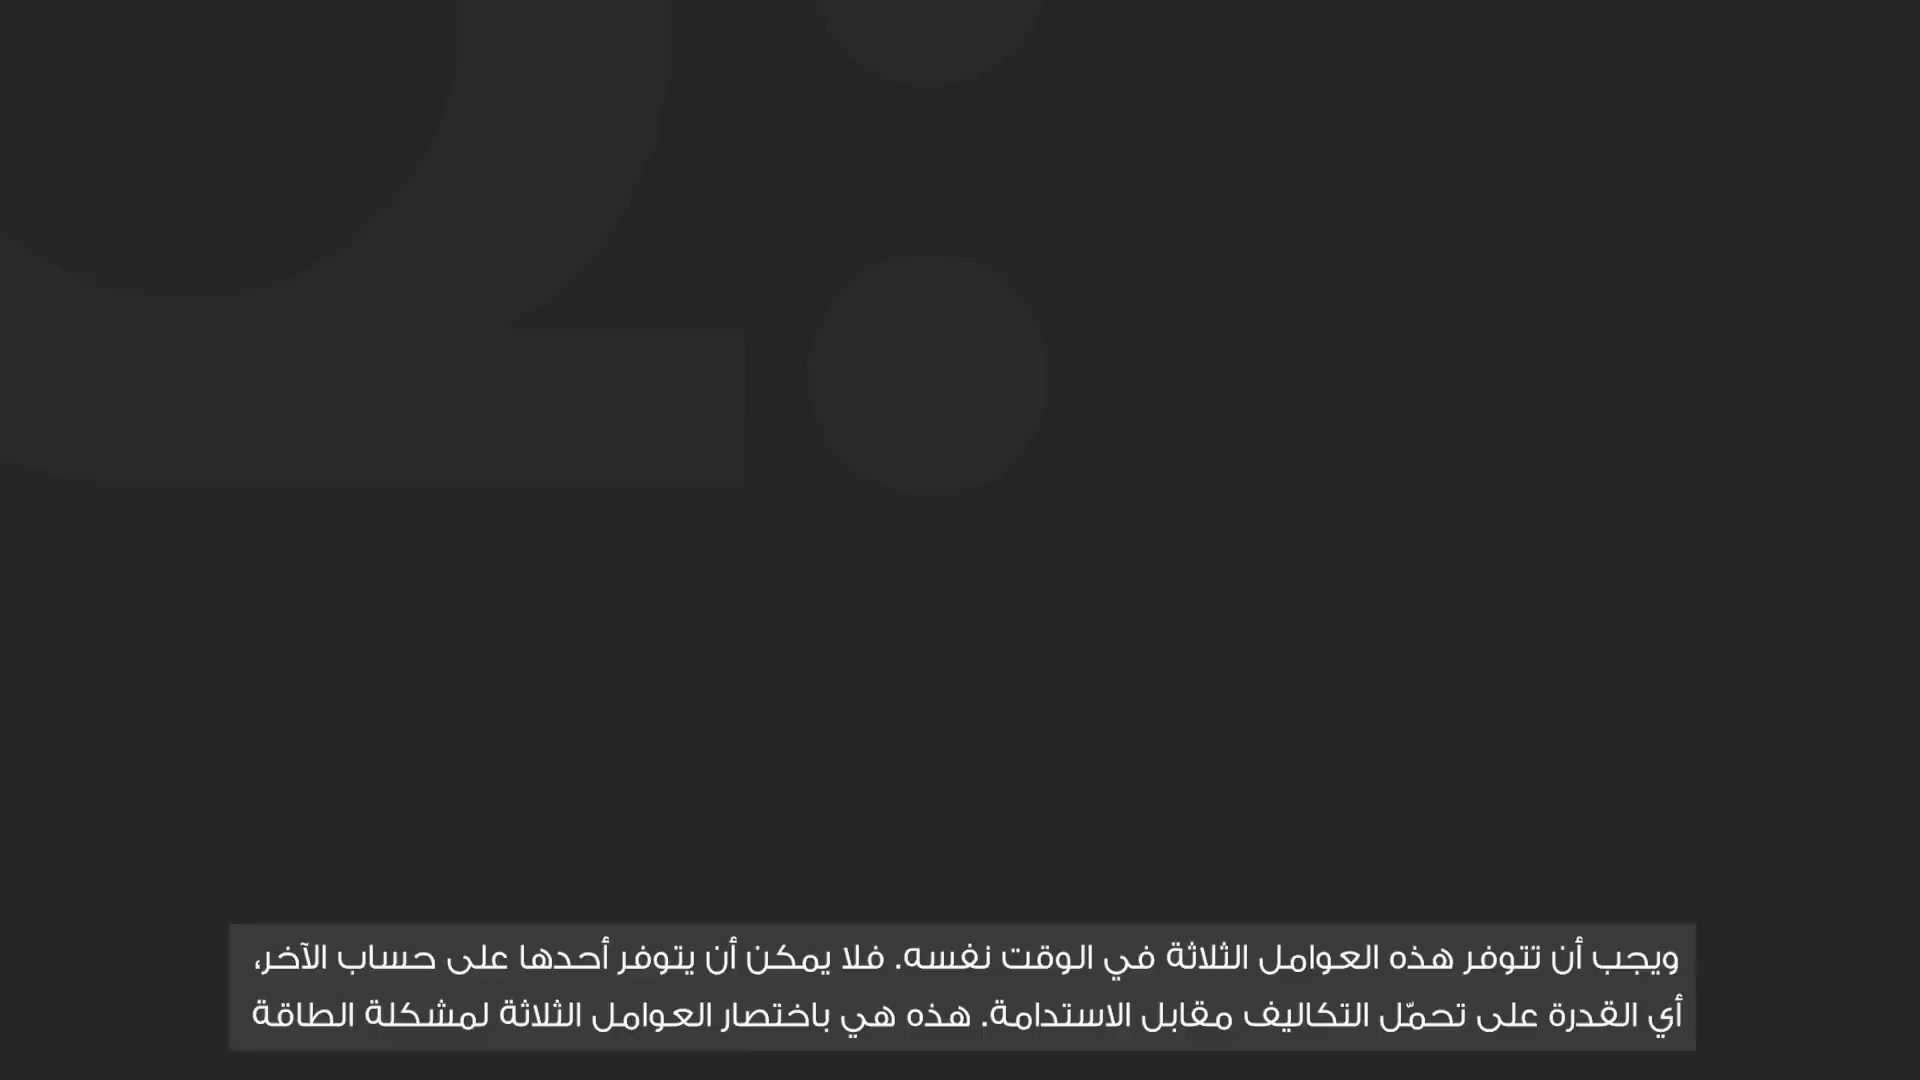 ويجب أن تتوفر هذه العوامل الثلاثة في الوقت نفسه. فلا يمكن أن يتوفر أحدها على حساب الآخر،
أي القدرة على تحمّل التكاليف مقابل الاستدامة. هذه هي باختصار العوامل الثلاثة لمشكلة الطاقة